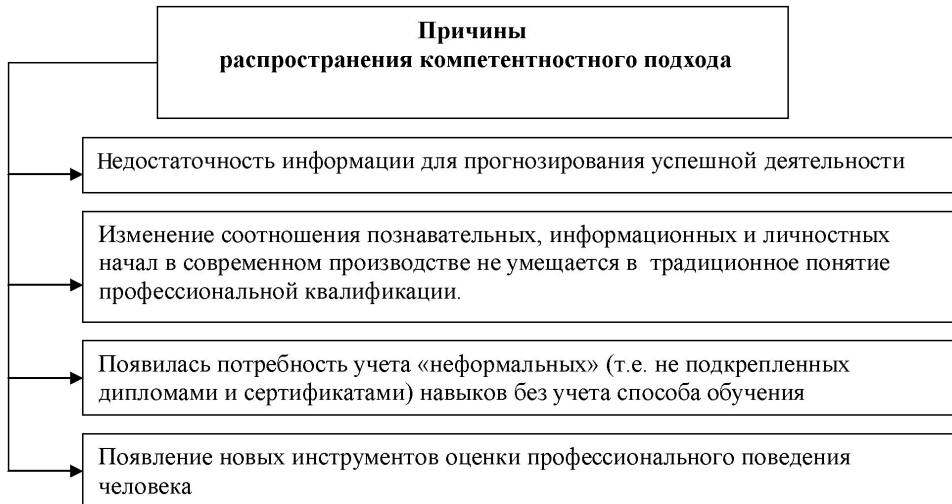 Причины
распространения компетентностного подхода
Недостаточность информации для прогнозирования успешной деятельности
Изменение соотношения познавательных, информационных и личностных
начал в современном производстве не умещается в традиционное понятие
профессиональной квалификации.
Появилась потребность учета «неформальных» (т.е. не подкрепленных
дипломами и сертификатами) навыков без учета способа обучения
Появление новых инструментов оценки профессионального поведения
человека